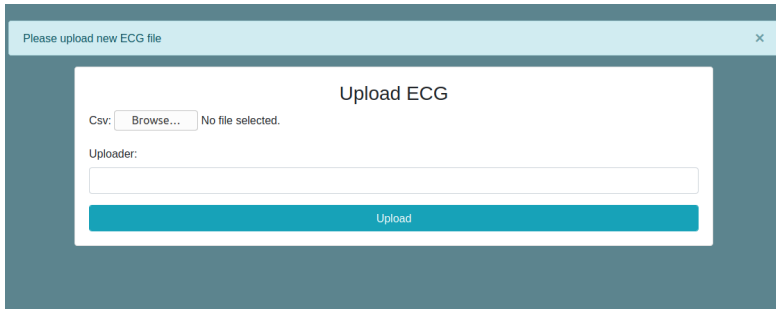 Please upload new ECG file ×
Upload ECG
Csv: Browse... No file selected.
Uploader:
Upload